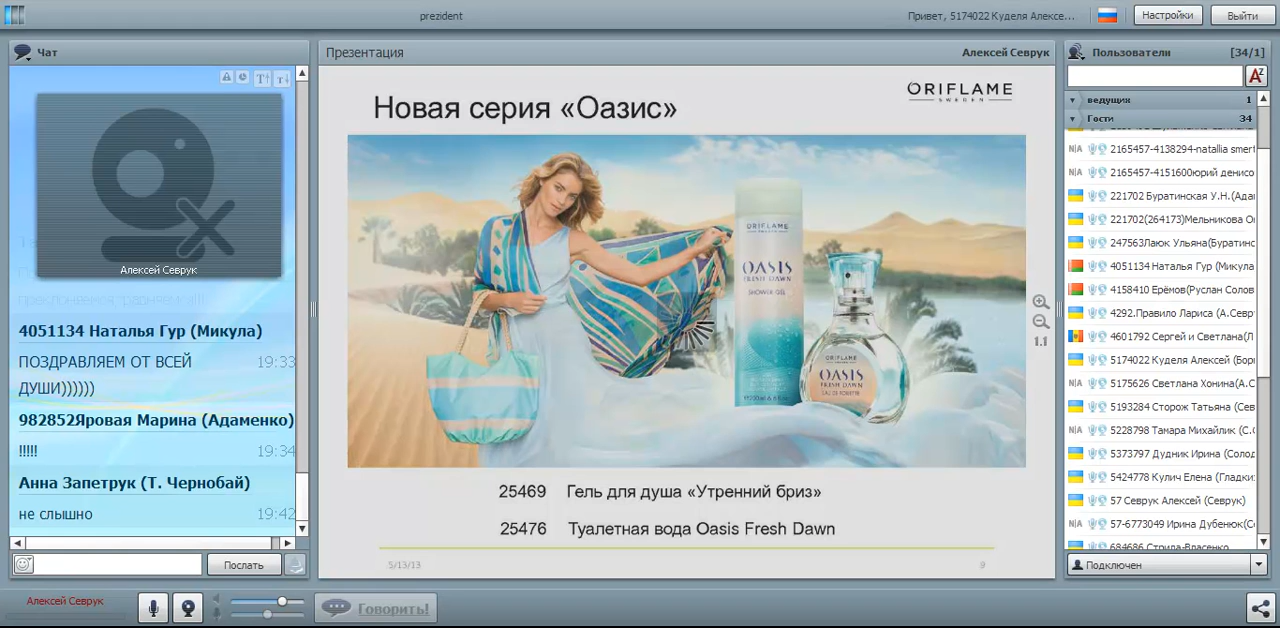 prezident
Привет, 5174022 Куделя Алексе...
Настройки
Выйти
Чат
Алексей Севрук
4051134 Наталья Гур (Микула)
ПОЗДРАВЛЯЕМ ОТ ВСЕЙ
19:33
ДУШИ))))))
982852Яровая Марина (Адаменко)
!!!!!
19:34
Анна Запетрук (Т. Чернобай)
не слышно
19:42
Послать
Презентация
Алексей Севрук
Новая серия «Оазис»
ORIFLAME
SWEDEN
ORIFLAME
OASIS
FRESH DAWN
SHOWER GEL
ORIFLAME
OASIS
FRESH DAWN
EAU DE TOILETTE
25469 Гель для душа «Утренний бриз»
25476 Туалетная вода Oasis Fresh Dawn
5/13/13
9
1.1
Пользователи
[34/1]
ведущих 1
Гости 34
N|A 2165457-4138294-natallia smert
N|A 2165457-4151600юрий денисо
221702 Буратинская У.Н.(Ада
221702(264173)Мельникова О
247563Лаюк Ульяна(Буратинс
4051134 Наталья Гур (Микула
4158410 Ерёмов(Руслан Солов
4292.Правило Лариса (А.Севр
4601792 Сергей и Светлана(Л
5174022 Куделя Алексей (Бор
N|A 5175626 Светлана Хонина(А.С
5193284 Сторож Татьяна (Сев
N|A 5228798 Тамара Михайлик (С.
5373797 Дудник Ирина (Солод
5424778 Кулич Елена (Гладки
57 Севрук Алексей (Севрук)
N|A 57-6773049 Ирина Дубенюк(С
684686 Стрила-Власенко
Подключен
Алексей Севрук
Говорить!